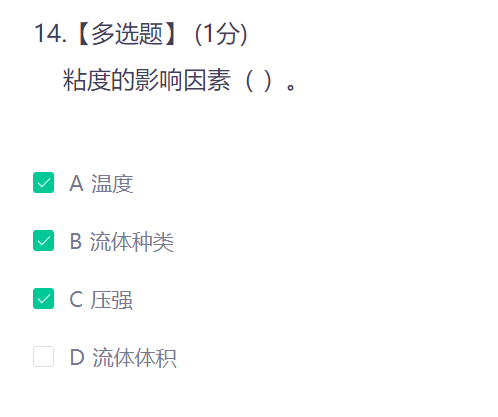 14.【多选题】 (1分)
粘度的影响因素（ ）。
A 温度
B 流体种类
C 压强
D 流体体积